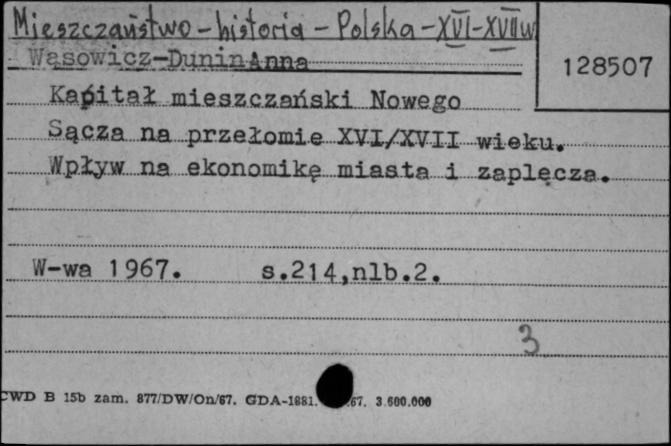 Mieszczaństwo - historia - Polska - XVI-XVII w
128507
Wąsowicz-Dunin Anna
Kapitał mieszczański Nowego
Sącza na przełomie XVI/XVII wieku.
Wpływ na ekonomikę miasta i zaplecza.
W-wa 1967. s.214,nlb.2.
3
CWD B 15b zam. 877/DW/On/67. GDA-1881. 67. 3.600.000